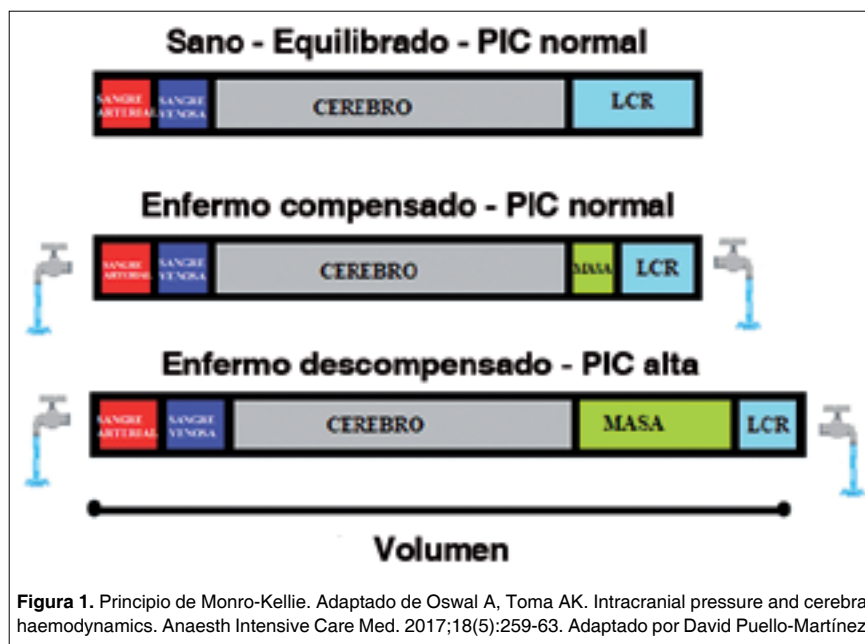 Sano - Equilibrado - PIC normal
SANGRE ARTERIAL SANGRE VENOSA CEREBRO LCR
Enfermo compensado - PIC normal
SANGRE ARTERIAL SANGRE VENOSA CEREBRO MASA LCR
Enfermo descompensado - PIC alta
SANGRE ARTERIAL SANGRE VENOSA CEREBRO MASA LCR
Volumen
Figura 1. Principio de Monro-Kellie. Adaptado de Oswal A, Toma AK. Intracranial pressure and cerebra
haemodynamics. Anaesth Intensive Care Med. 2017;18(5):259-63. Adaptado por David Puello-Martínez